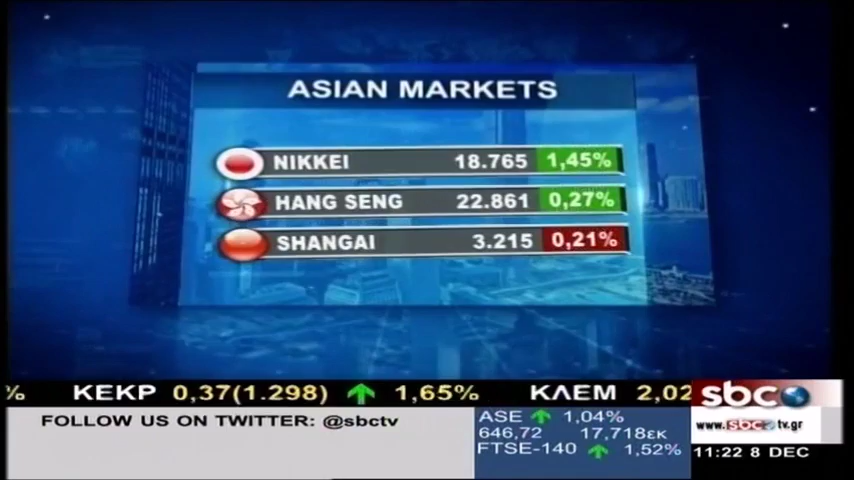 ASIAN MARKETS
NIKKEI 18.765 1,45%
HANG SENG 22.861 0,27%
SHANGAI 3.215 0,21%
% ΚΕΚΡ 0,37(1.298) 1,65% ΚΛΕΜ 2,02
sbc
FOLLOW US ON TWITTER: @sbctv
ASE 1,04%
646,72 17,718εκ
FTSE-140 1,52%
www.sbctv.gr
11:22 8 DEC